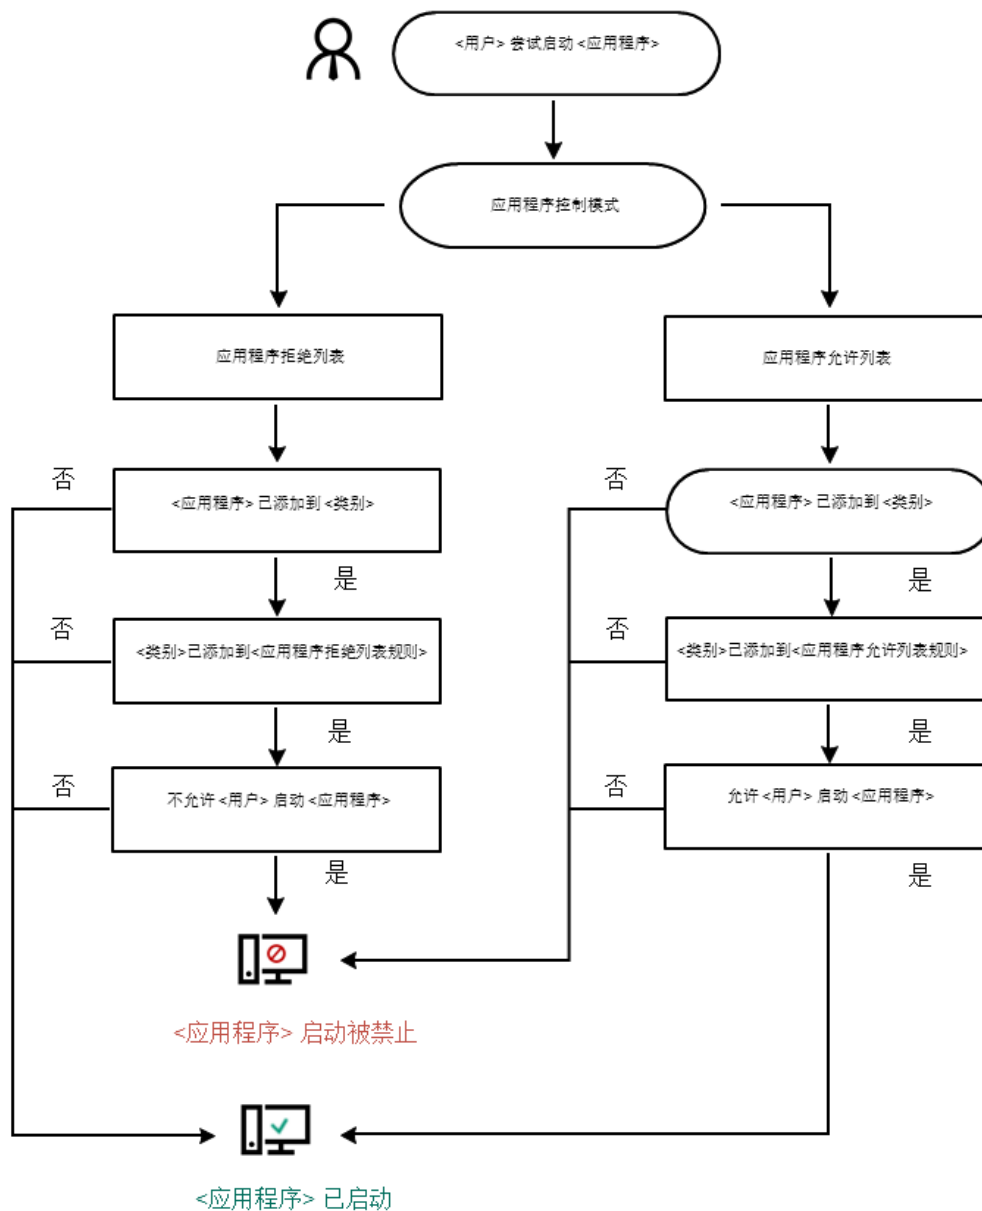 <用户> 尝试启动 <应用程序>
应用程序控制模式
应用程序拒绝列表
应用程序允许列表
否
<应用程序> 已添加到 <类别>
否
<应用程序> 已添加到 <类别>
是
是
否
<类别>已添加到<应用程序拒绝列表规则>
否
<类别>已添加到<应用程序允许列表规则>
是
是
否
不允许 <用户> 启动 <应用程序>
否
允许 <用户> 启动 <应用程序>
是
是
<应用程序> 启动被禁止
<应用程序> 已启动